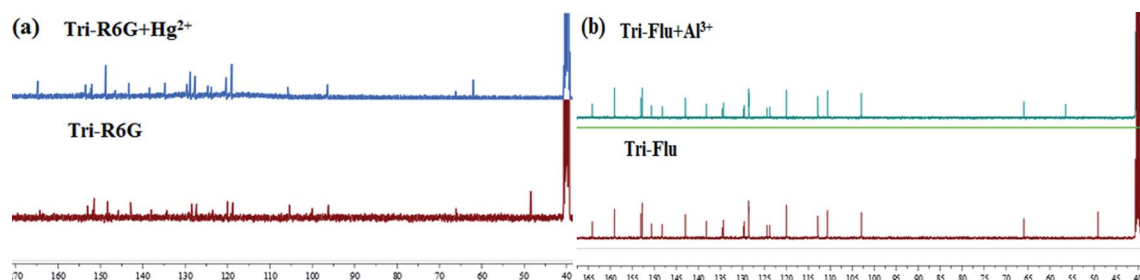 (a) Tri-R6G+Hg²⁺
Tri-R6G
170 160 150 140 130 120 110 100 90 80 70 60 50 40
(b) Tri-Flu+Al³⁺
Tri-Flu
165 160 155 150 145 140 135 130 125 120 115 110 105 100 95 90 85 80 75 70 65 60 55 50 45 40